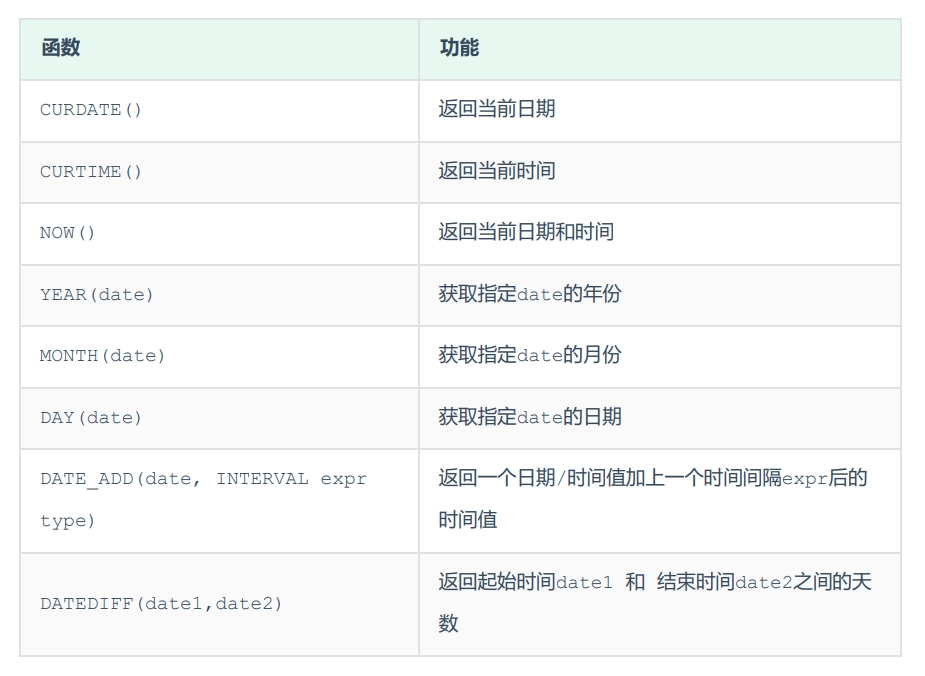 函数 功能
CURDATE() 返回当前日期
CURTIME() 返回当前时间
NOW() 返回当前日期和时间
YEAR(date) 获取指定date的年份
MONTH(date) 获取指定date的月份
DAY(date) 获取指定date的日期
DATE_ADD(date, INTERVAL expr
type)
返回一个日期/时间值加上一个时间间隔expr后的
时间值
DATEDIFF(date1,date2)
返回起始时间date1 和 结束时间date2之间的天
数